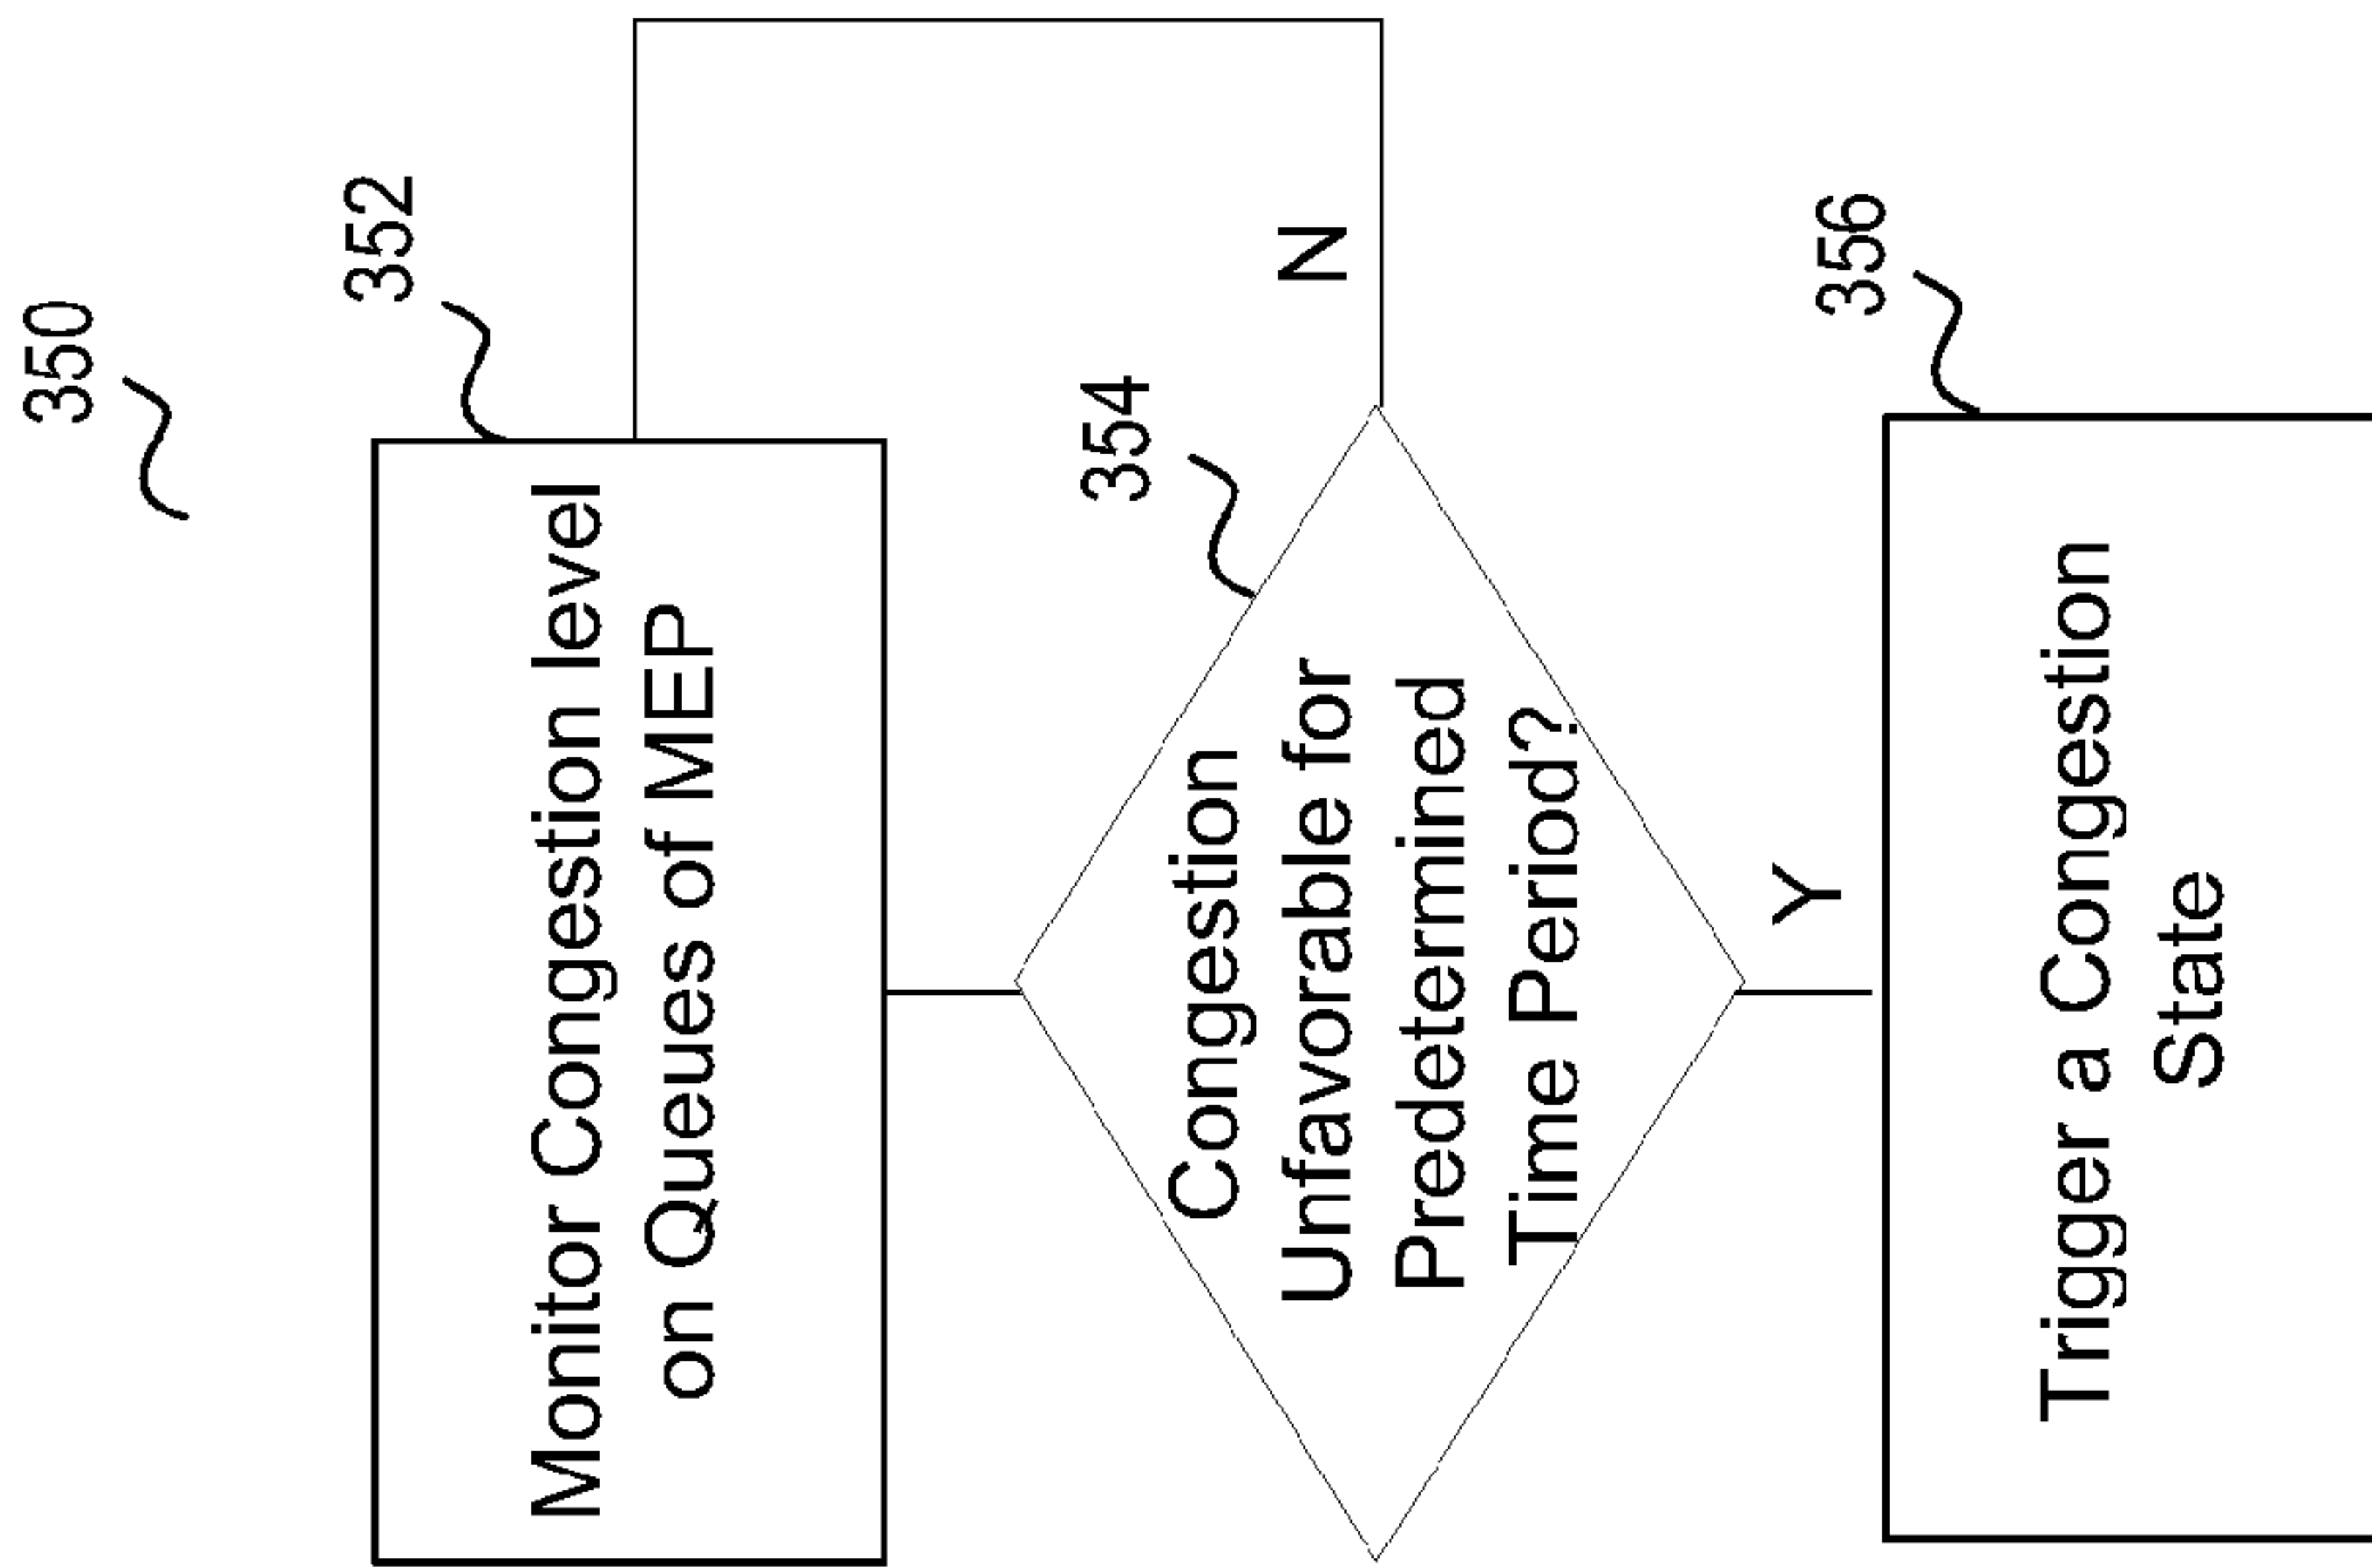 350
352
Monitor Congestion level
on Queues of MEP
354
Congestion
Unfavorable for
Predetermined
Time Period?
N
Y
356
Trigger a Congestion
State